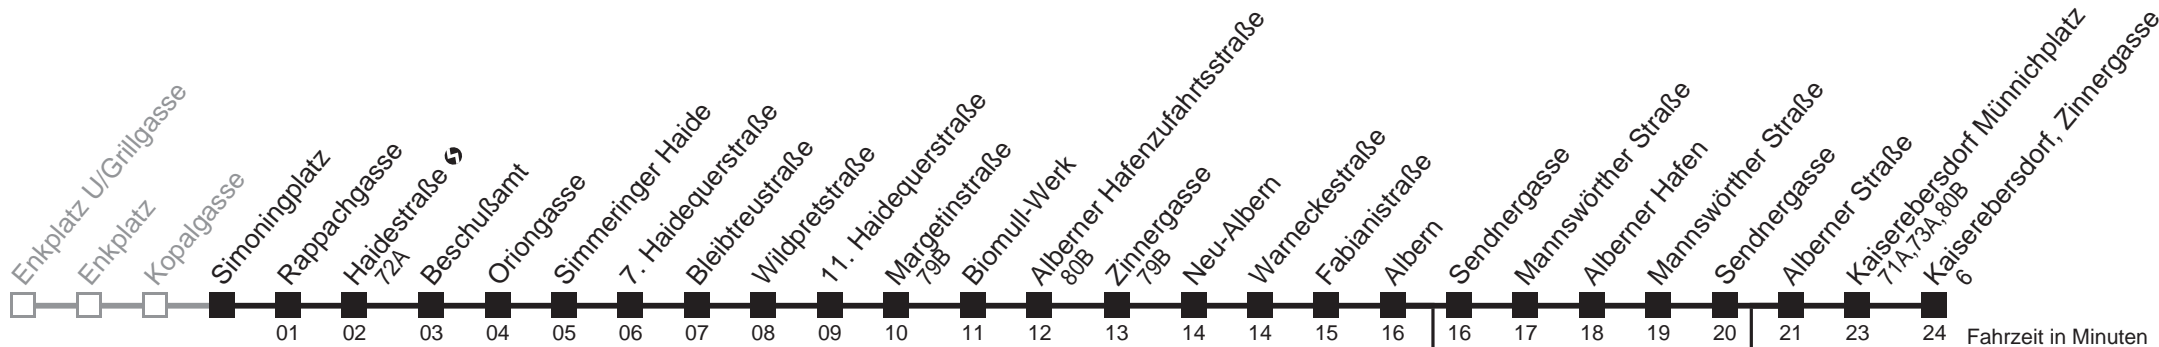 Enkplatz U/Grillgasse
Enkplatz
Kopalgasse
Simoningplatz
Rappachgasse
Haidestraße
72A
Beschußamt
Oriongasse
Simmeringer Haide
7. Haidequerstraße
Bleibtreustraße
Wildpretstraße
11. Haidequerstraße
Margetinstraße
79B
Biomull-Werk
Alberner Hafenzufahrtsstraße
80B
Zinnergasse
79B
Neu-Albern
Warneckestraße
Fabianistraße
Albern
Sendnergasse
Mannswörther Straße
Alberner Hafen
Mannswörther Straße
Sendnergasse
Alberner Straße
Kaiserebersdorf Münnichplatz
71A,73A,80B
Kaiserebersdorf, Zinnergasse
6
01 02 03 04 05 06 07 08 09 10 11 12 13 14 14 15 16 16 17 18 19 20 21 23 24 Fahrzeit in Minuten